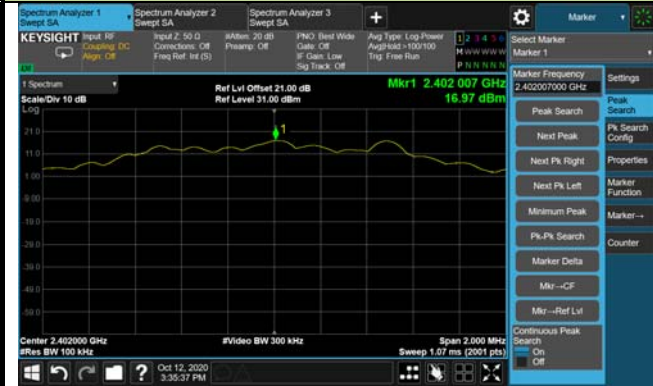 Spectrum Analyzer 1
Swept SA
Spectrum Analyzer 2
Swept SA
Spectrum Analyzer 3
Swept SA
+
Marker
KEYSIGHT
Input: RF
Coupling: DC
Align: Off
Input Z: 50 Ω
Corrections: Off
Freq Ref: Int (S)
#Atten: 20 dB
Preamp: Off
PNO: Best Wide
Gate: Off
IF Gain: Low
Sig Track: Off
Avg Type: Log-Power
Avg|Hold:>100/100
Trig: Free Run
1 2 3 4 5 6
M W W W W W
P N N N N N
Select Marker
Marker 1
1 Spectrum
Scale/Div 10 dB
Log
Ref Lvl Offset 21.00 dB
Ref Level 31.00 dBm
Mkr1 2.402 007 GHz
16.97 dBm
21.0
11.0
1.00
-9.00
-19.0
-29.0
-39.0
-49.0
-59.0
1
Center 2.402000 GHz
#Res BW 100 kHz
#Video BW 300 kHz
Span 2.000 MHz
Sweep 1.07 ms (2001 pts)
Marker Frequency
2.402007000 GHz
Peak Search
Next Peak
Next Pk Right
Next Pk Left
Minimum Peak
Pk-Pk Search
Marker Delta
Mkr→CF
Mkr→Ref Lvl
Continuous Peak
Search
On
Off
Settings
Peak
Search
Pk Search
Config
Properties
Marker
Function
Marker→
Counter
?
Oct 12, 2020
3:35:37 PM